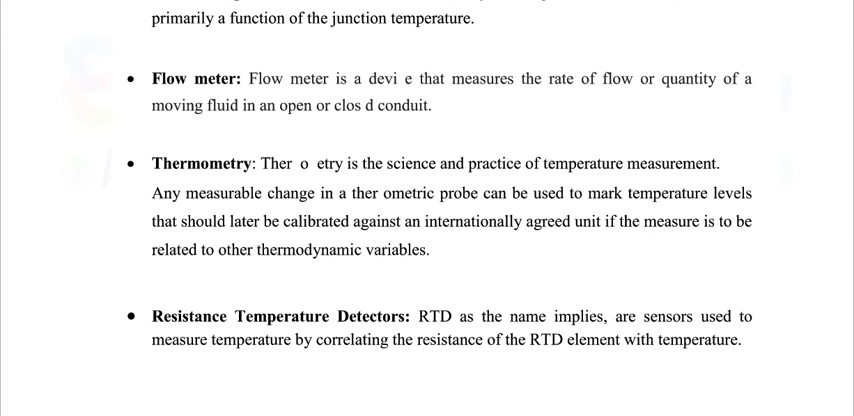 primarily a function of the junction temperature.
• Flow meter: Flow meter is a devi e that measures the rate of flow or quantity of a
moving fluid in an open or clos d conduit.
• Thermometry: Ther o etry is the science and practice of temperature measurement.
Any measurable change in a ther ometric probe can be used to mark temperature levels
that should later be calibrated against an internationally agreed unit if the measure is to be
related to other thermodynamic variables.
• Resistance Temperature Detectors: RTD as the name implies, are sensors used to
measure temperature by correlating the resistance of the RTD element with temperature.